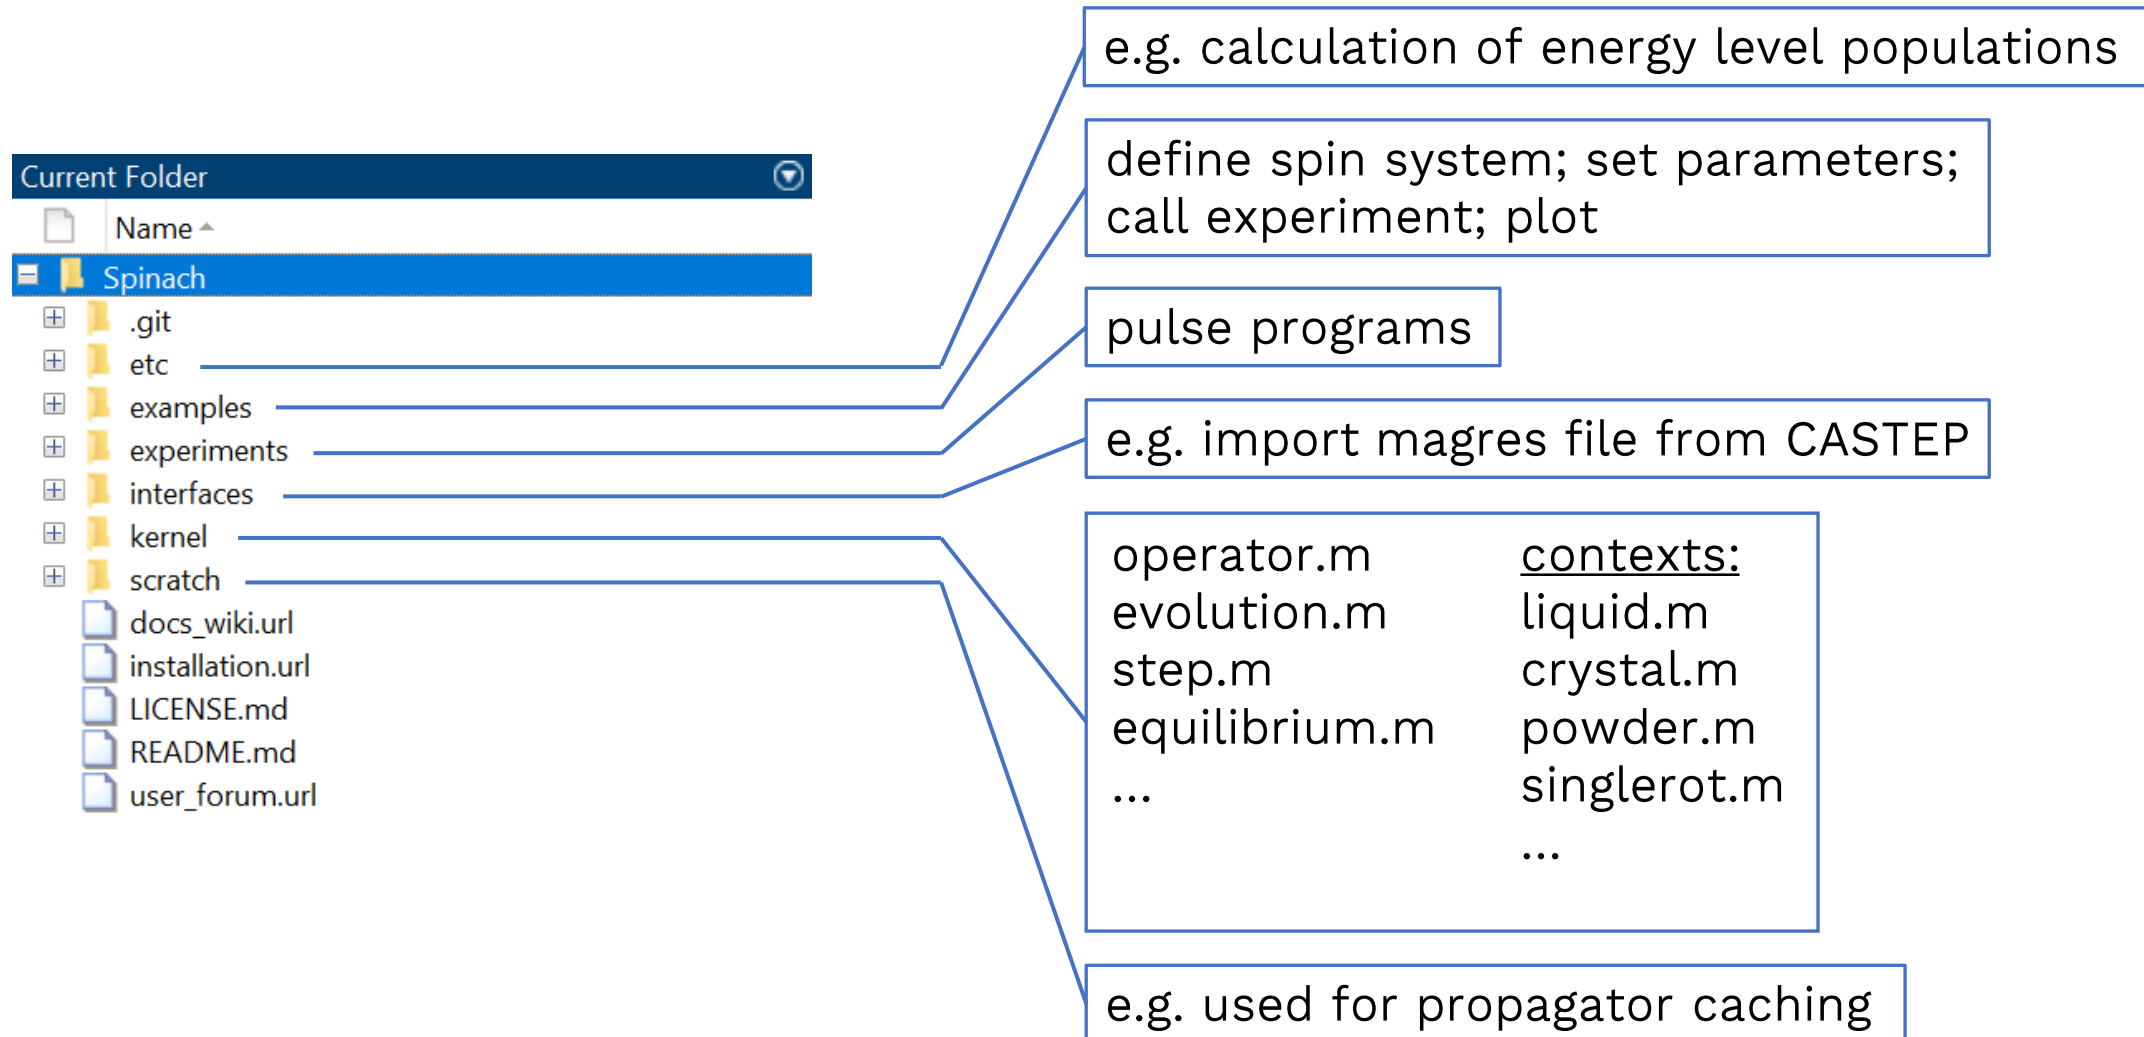 Current Folder
Name
Spinach
.git
etc
examples
experiments
interfaces
kernel
scratch
docs_wiki.url
installation.url
LICENSE.md
README.md
user_forum.url
e.g. calculation of energy level populations
define spin system; set parameters;
call experiment; plot
pulse programs
e.g. import magres file from CASTEP
operator.m
evolution.m
step.m
equilibrium.m
...
contexts:
liquid.m
crystal.m
powder.m
singlerot.m
...
e.g. used for propagator caching